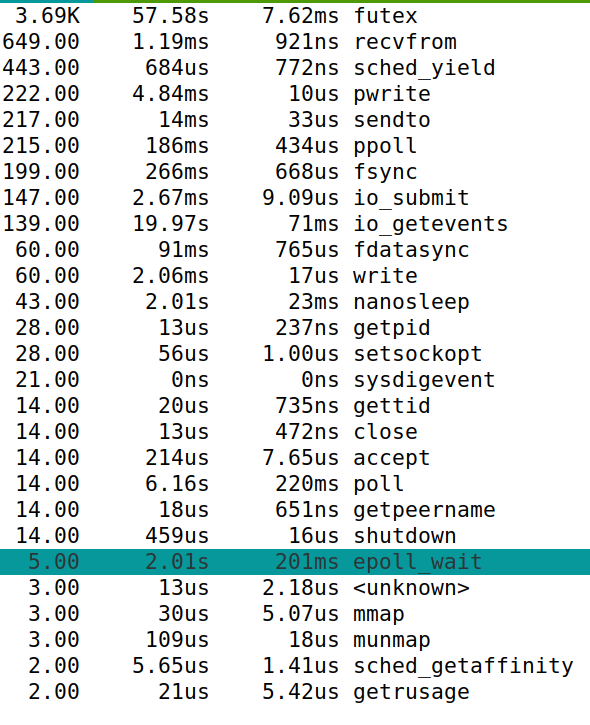 3.69K 57.58s 7.62ms futex
649.00 1.19ms 921ns recvfrom
443.00 684us 772ns sched_yield
222.00 4.84ms 10us pwrite
217.00 14ms 33us sendto
215.00 186ms 434us ppoll
199.00 266ms 668us fsync
147.00 2.67ms 9.09us io_submit
139.00 19.97s 71ms io_getevents
60.00 91ms 765us fdatasync
60.00 2.06ms 17us write
43.00 2.01s 23ms nanosleep
28.00 13us 237ns getpid
28.00 56us 1.00us setsockopt
21.00 0ns 0ns sysdigevent
14.00 20us 735ns gettid
14.00 13us 472ns close
14.00 214us 7.65us accept
14.00 6.16s 220ms poll
14.00 18us 651ns getpeername
14.00 459us 16us shutdown
5.00 2.01s 201ms epoll_wait
3.00 13us 2.18us <unknown>
3.00 30us 5.07us mmap
3.00 109us 18us munmap
2.00 5.65us 1.41us sched_getaffinity
2.00 21us 5.42us getrusage